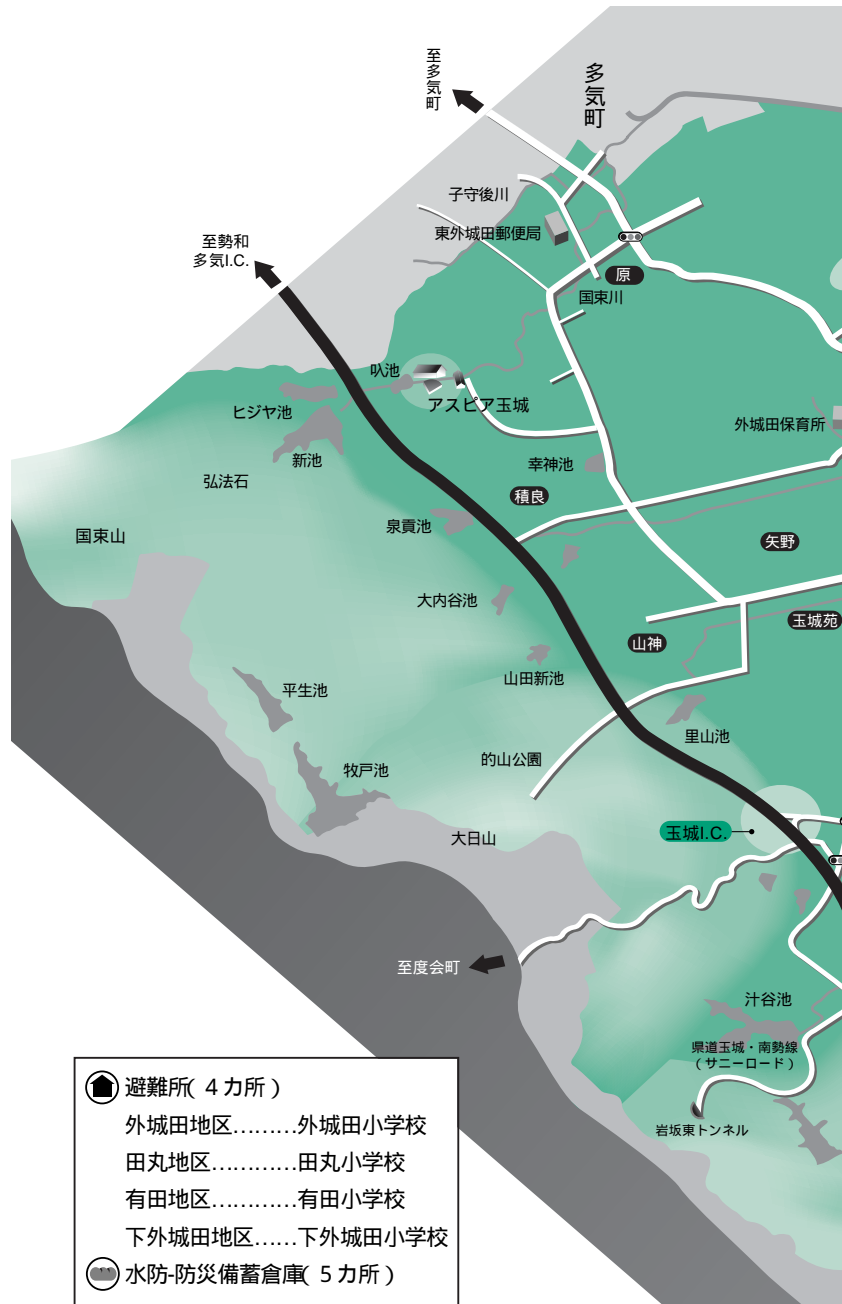 至多気町
多気町
子守後川
東外城田郵便局
至勢和
多気I.C.
原
国束川
叺池
アスピア玉城
ヒジヤ池
新池
弘法石
国束山
外城田保育所
幸神池
積良
泉貢池
矢野
大内谷池
玉城苑
山神
山田新池
平生池
里山池
的山公園
牧戸池
玉城I.C.
大日山
至度会町
汁谷池
県道玉城・南勢線
(サニーロード)
岩坂東トンネル
避難所(4カ所)
外城田地区………外城田小学校
田丸地区…………田丸小学校
有田地区…………有田小学校
下外城田地区……下外城田小学校
水防-防災備蓄倉庫(5カ所)